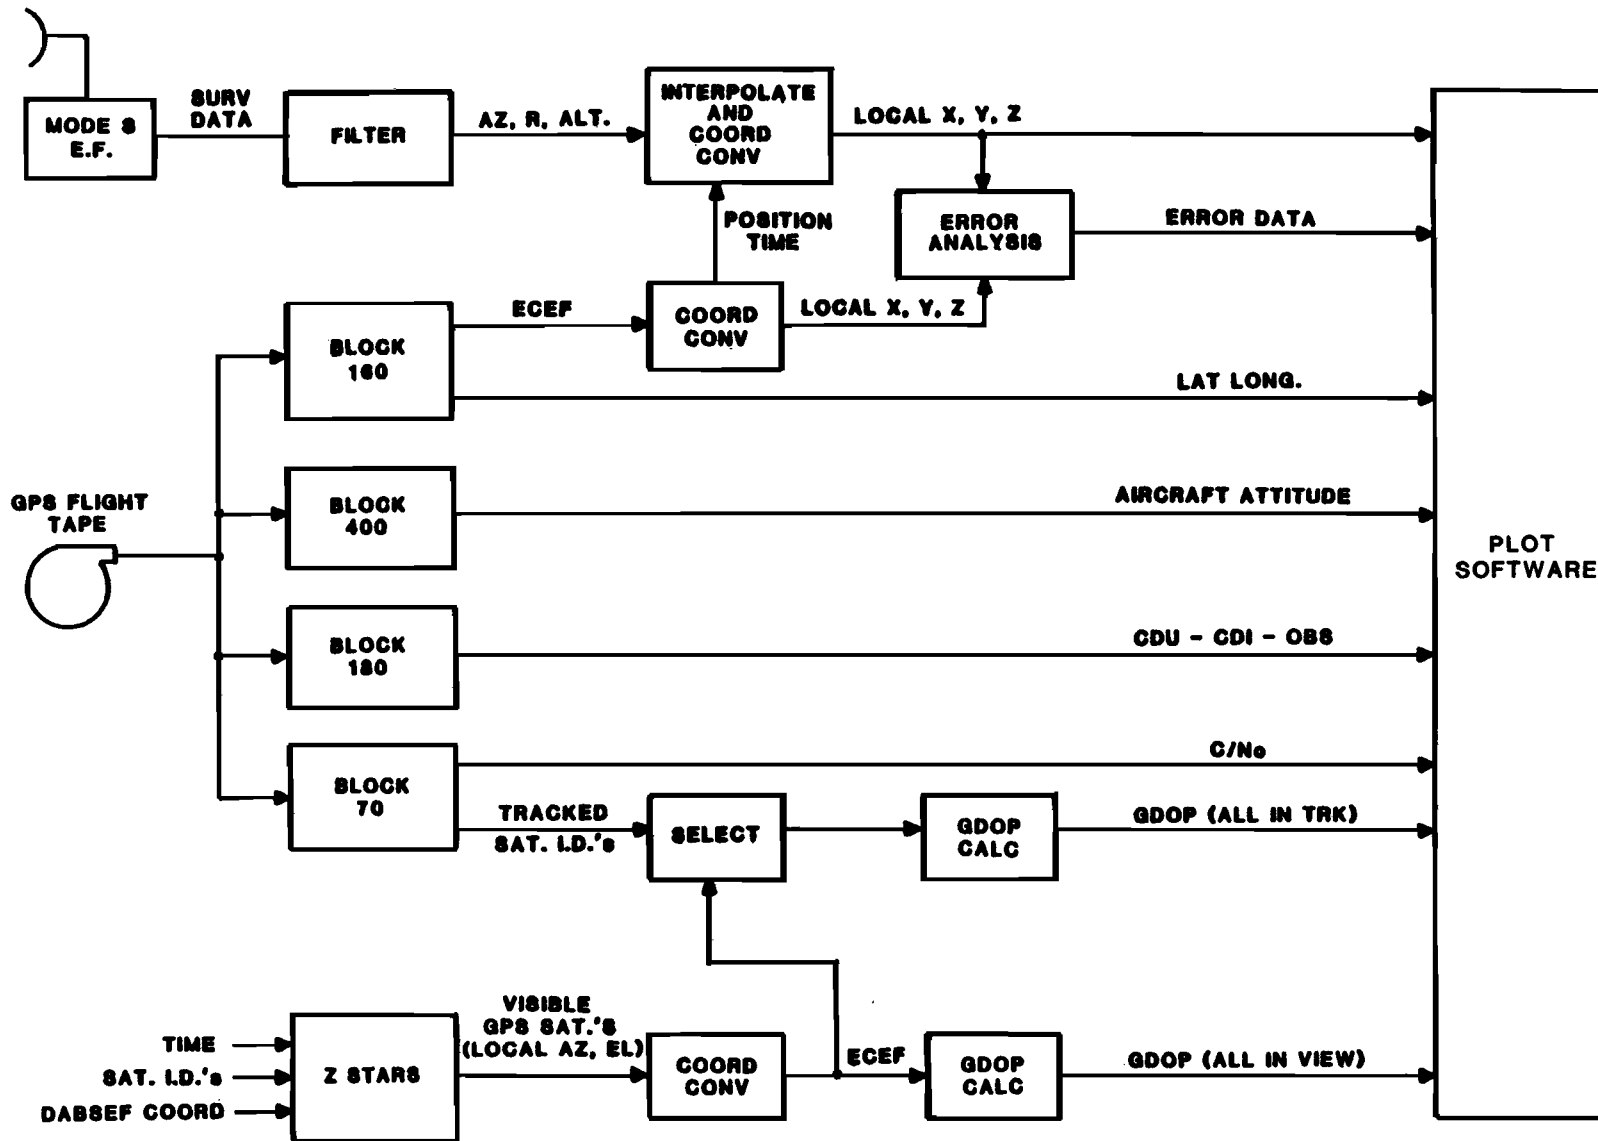 MODE S
E.F.
SURV
DATA
FILTER
AZ, R, ALT.
INTERPOLATE
AND
COORD
CONV
LOCAL X, Y, Z
POSITION
TIME
ERROR
ANALYSIS
ERROR DATA
BLOCK
160
ECEF
COORD
CONV
LOCAL X, Y, Z
LAT LONG.
GPS FLIGHT
TAPE
BLOCK
400
AIRCRAFT ATTITUDE
PLOT
SOFTWARE
BLOCK
180
CDU - CDI - OBS
BLOCK
70
C/No
TRACKED
SAT. I.D.'s
SELECT
GDOP
CALC
GDOP (ALL IN TRK)
TIME
SAT. I.D.'s
DABSEF COORD
Z STARS
VISIBLE
GPS SAT.'S
(LOCAL AZ, EL)
COORD
CONV
ECEF
GDOP
CALC
GDOP (ALL IN VIEW)